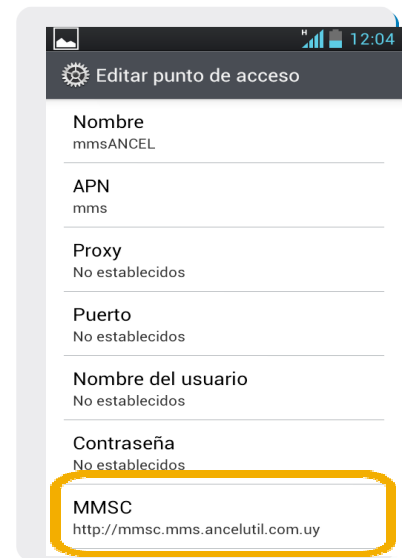 H 12:04
Editar punto de acceso
Nombre
mmsANCEL
APN
mms
Proxy
No establecidos
Puerto
No establecidos
Nombre del usuario
No establecidos
Contraseña
No establecidos
MMSC
http://mmsc.mms.ancelutil.com.uy